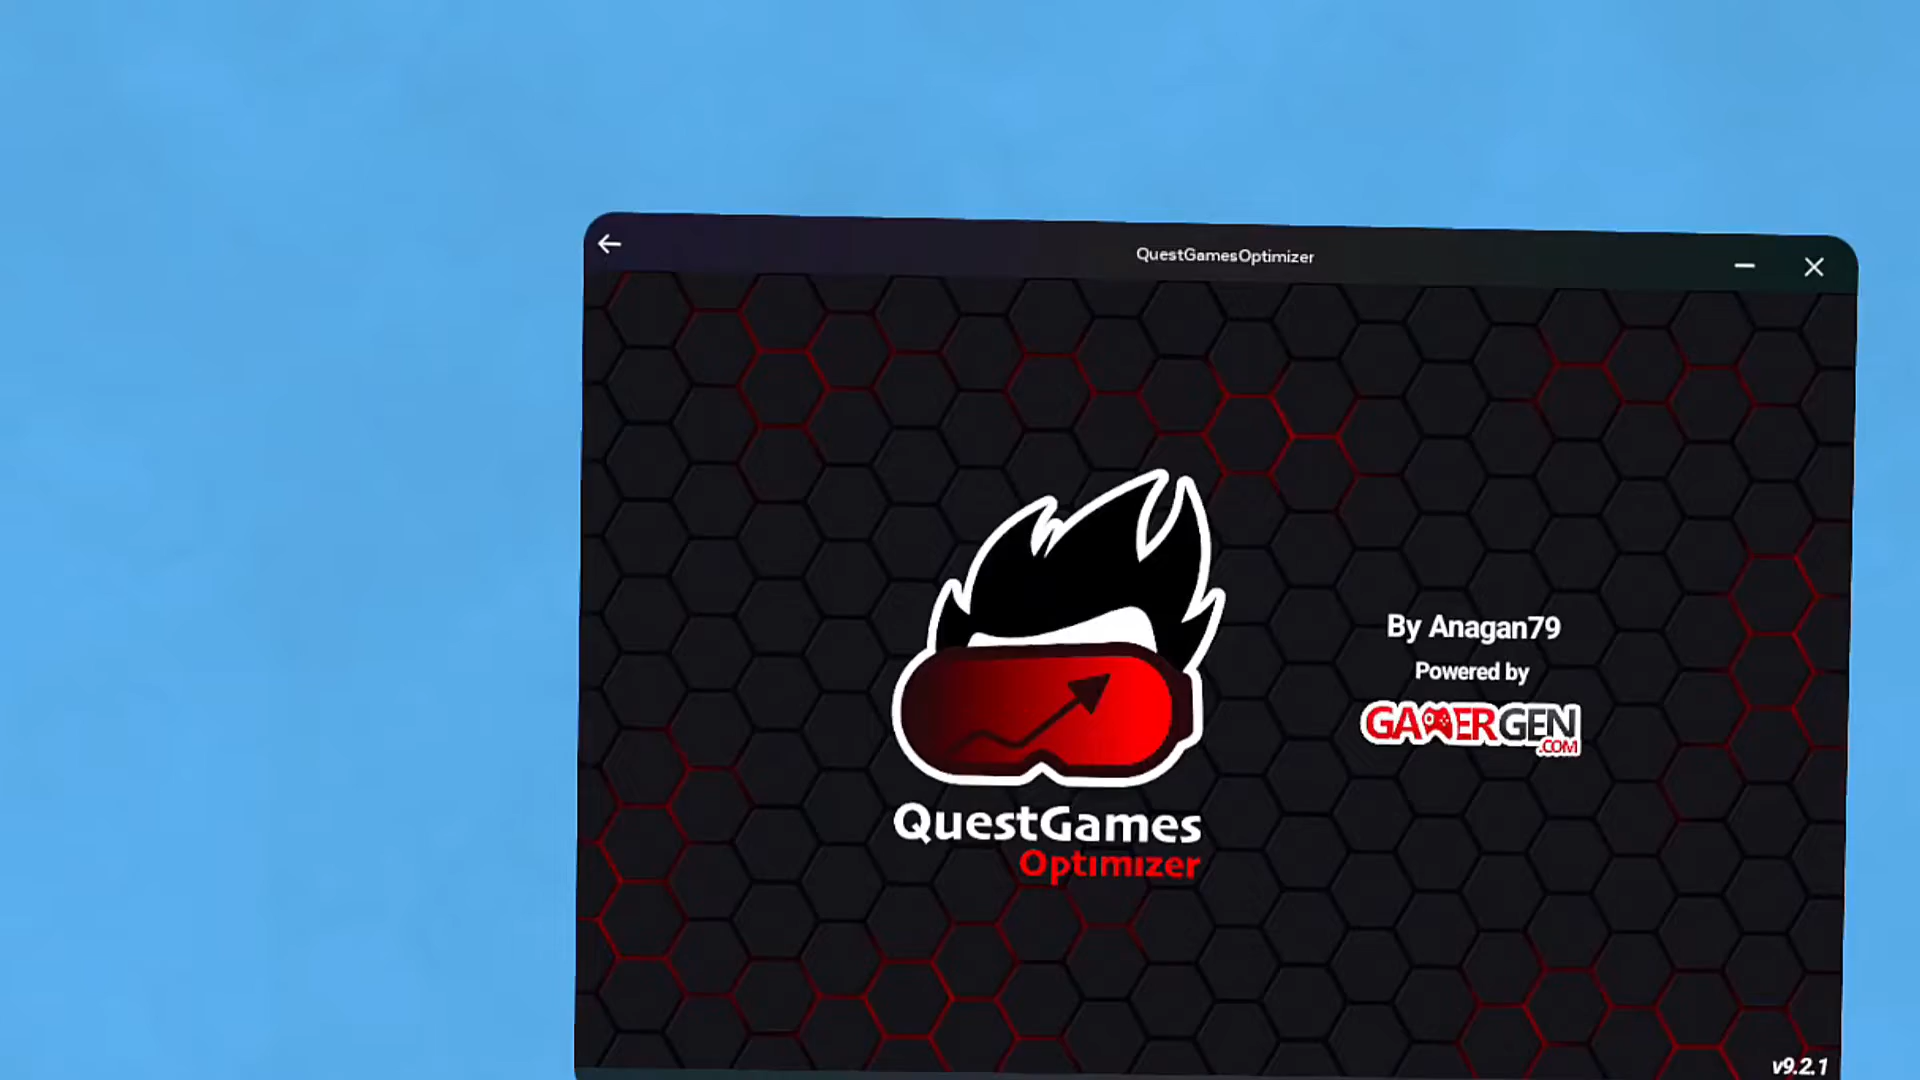 QuestGamesOptimizer
By Anagan79
Powered by
GAMERGEN
.COM
QuestGames
Optimizer
v9.2.1